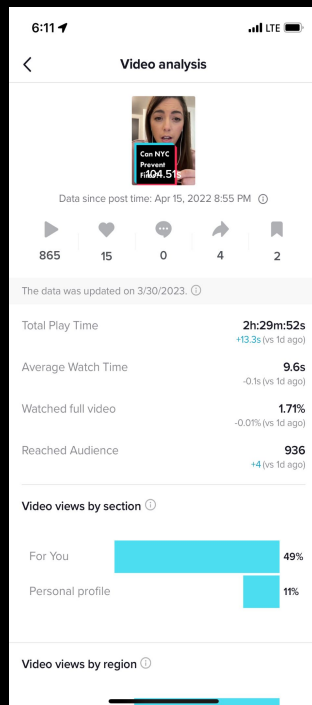 6:11
LTE
Video analysis
Can NYC
Prevent
104.51s
Data since post time: Apr 15, 2022 8:55 PM
865 15 0 4 2
The data was updated on 3/30/2023.
Total Play Time 2h:29m:52s
+13.3s (vs 1d ago)
Average Watch Time 9.6s
-0.1s (vs 1d ago)
Watched full video 1.71%
-0.01% (vs 1d ago)
Reached Audience 936
+4 (vs 1d ago)
Video views by section
For You 49%
Personal profile 11%
Video views by region